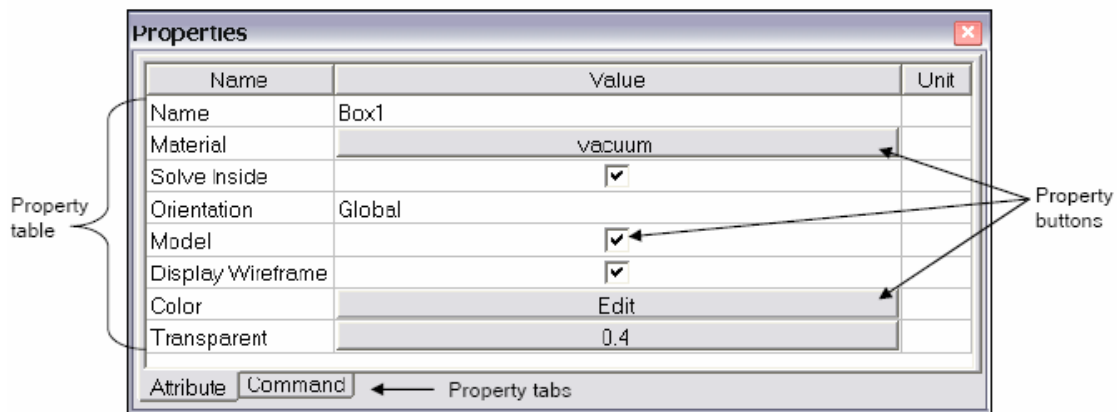 Properties
Name Value Unit
Name Box1
Material vacuum
Solve Inside
Orientation Global
Model
Display Wireframe
Color Edit
Transparent 0.4
Attribute Command
Property table
Property buttons
Property tabs